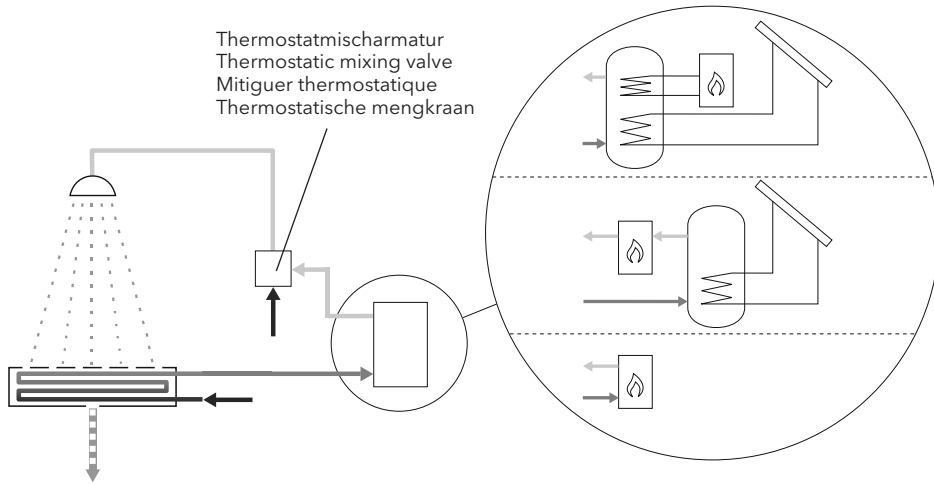 Thermostatmischarmatur
Thermostatic mixing valve
Mitiguer thermostatique
Thermostatische mengkraan